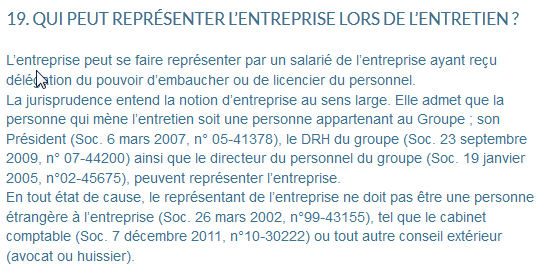 19. QUI PEUT REPRÉSENTER L'ENTREPRISE LORS DE L'ENTRETIEN ?
L'entreprise peut se faire représenter par un salarié de l'entreprise ayant reçu
délégation du pouvoir d'embaucher ou de licencier du personnel.
La jurisprudence entend la notion d'entreprise au sens large. Elle admet que la
personne qui mène l'entretien soit une personne appartenant au Groupe ; son
Président (Soc. 6 mars 2007, n° 05-41378), le DRH du groupe (Soc. 23 septembre
2009, n° 07-44200) ainsi que le directeur du personnel du groupe (Soc. 19 janvier
2005, n°02-45675), peuvent représenter l'entreprise.
En tout état de cause, le représentant de l'entreprise ne doit pas être une personne
étrangère à l'entreprise (Soc. 26 mars 2002, n°99-43155), tel que le cabinet
comptable (Soc. 7 décembre 2011, n°10-30222) ou tout autre conseil extérieur
(avocat ou huissier).